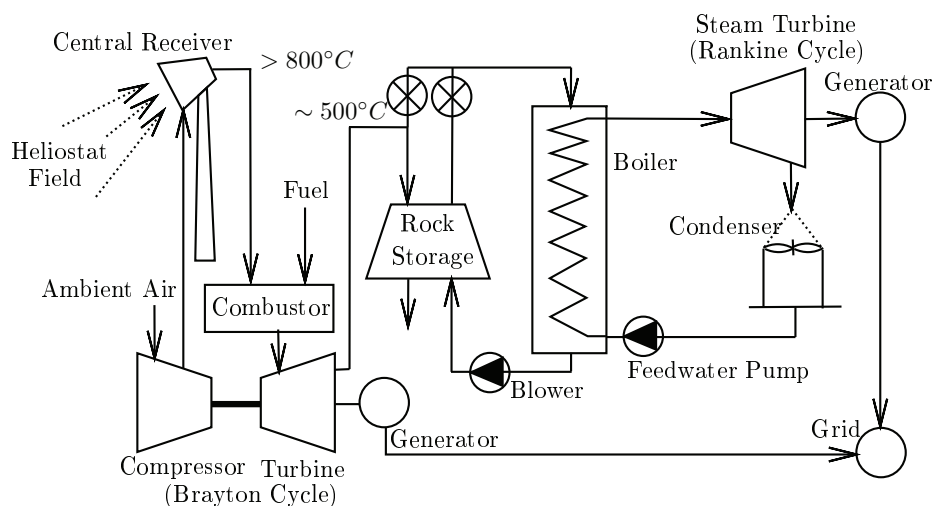 Steam Turbine
(Rankine Cycle)
Central Receiver
> 800°C
Generator
~ 500°C
Heliostat
Field
Boiler
Fuel
Rock
Storage
Condenser
Ambient Air
Combustor
Feedwater Pump
Blower
Generator
Grid
Compressor
Turbine
(Brayton Cycle)